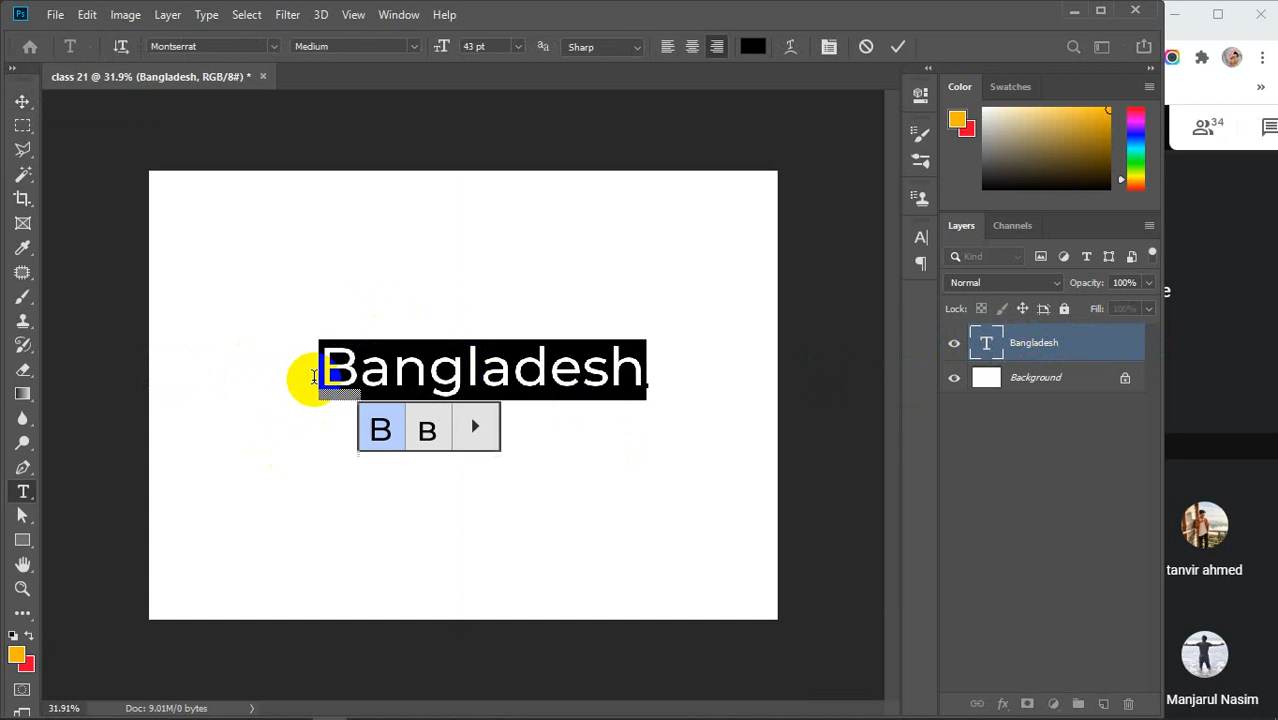 Ps File Edit Image Layer Type Select Filter 3D View Window Help
T Montserrat Medium 43 pt Sharp
class 21 @ 31.9% (Bangladesh, RGB/8#) *
Color Swatches
34
Layers Channels
Kind
Normal Opacity: 100%
Lock: Fill: 100%
e
Bangladesh
T Bangladesh
Background
B B
tanvir ahmed
Manjarul Nasim
31.91% Doc: 9.01M/0 bytes